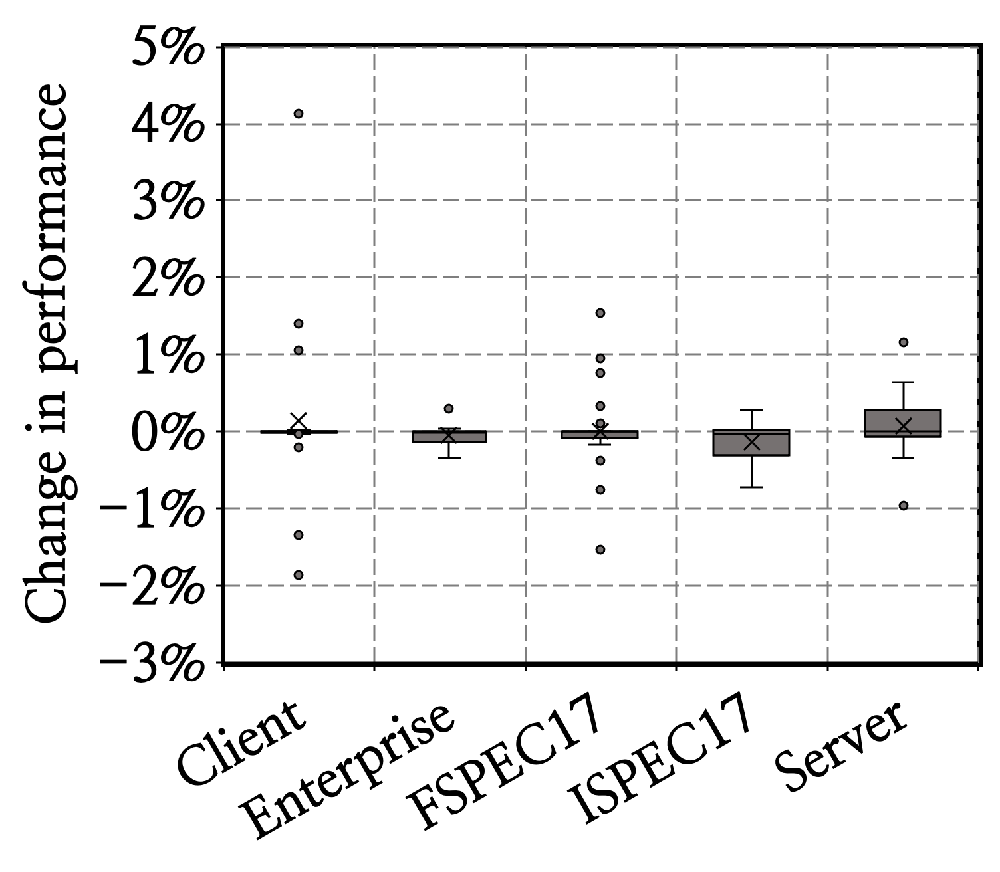 Change in performance
5%
4%
3%
2%
1%
0%
−1%
−2%
−3%
Client
Enterprise
FSPEC17
ISPEC17
Server